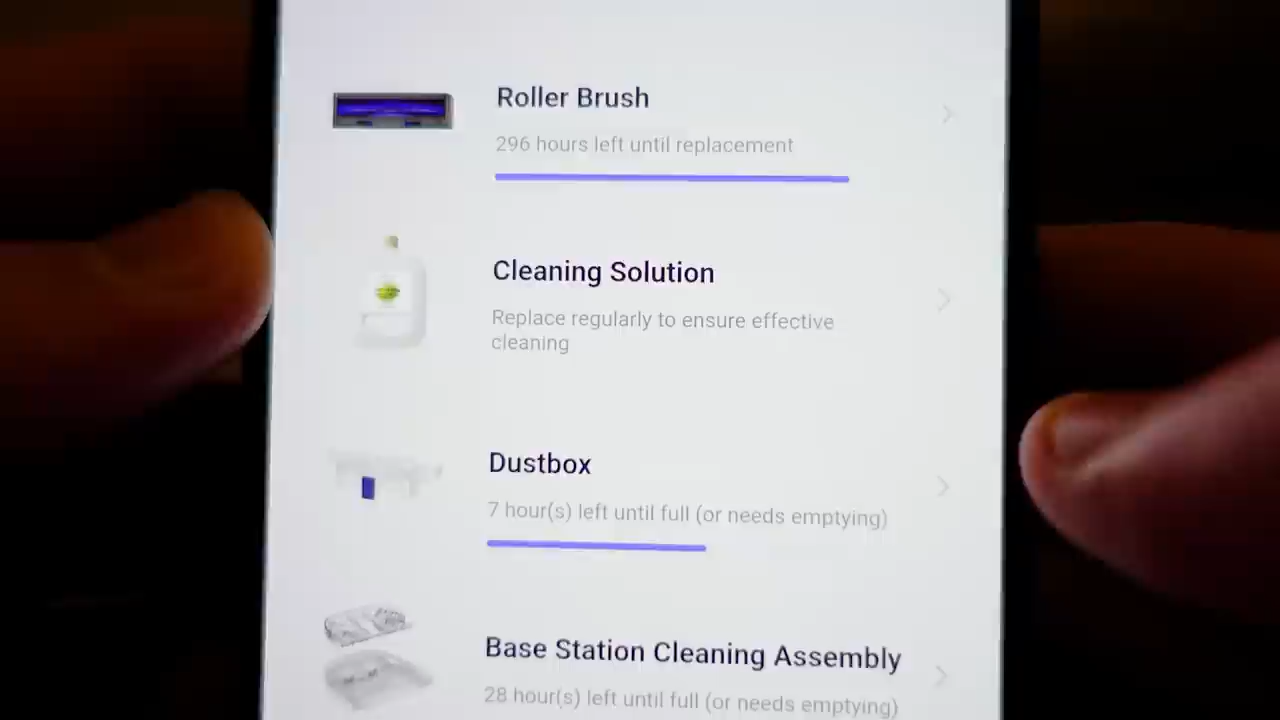 Roller Brush
296 hours left until replacement
Cleaning Solution
Replace regularly to ensure effective
cleaning
Dustbox
7 hour(s) left until full (or needs emptying)
Base Station Cleaning Assembly
28 hour(s) left until full (or needs emptying)